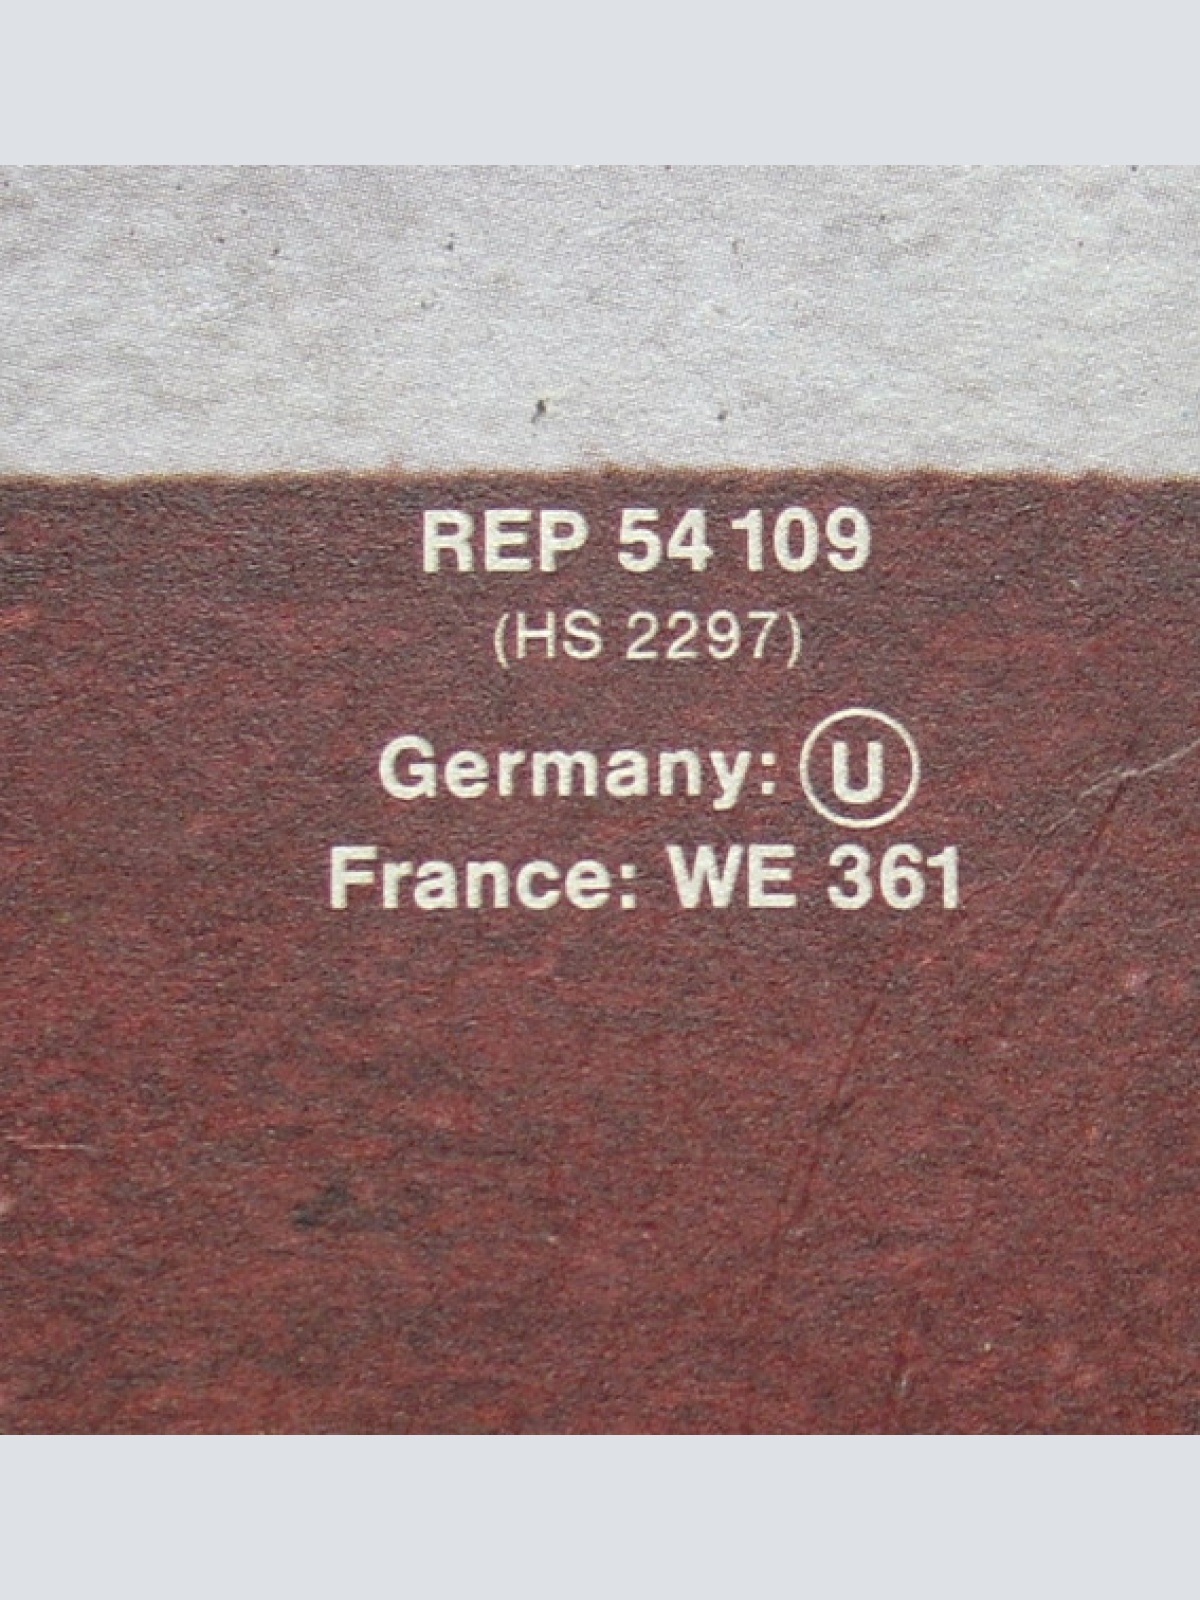 REP 54 109
(HS 2297)
Germany: Ⓤ
France: WE 361